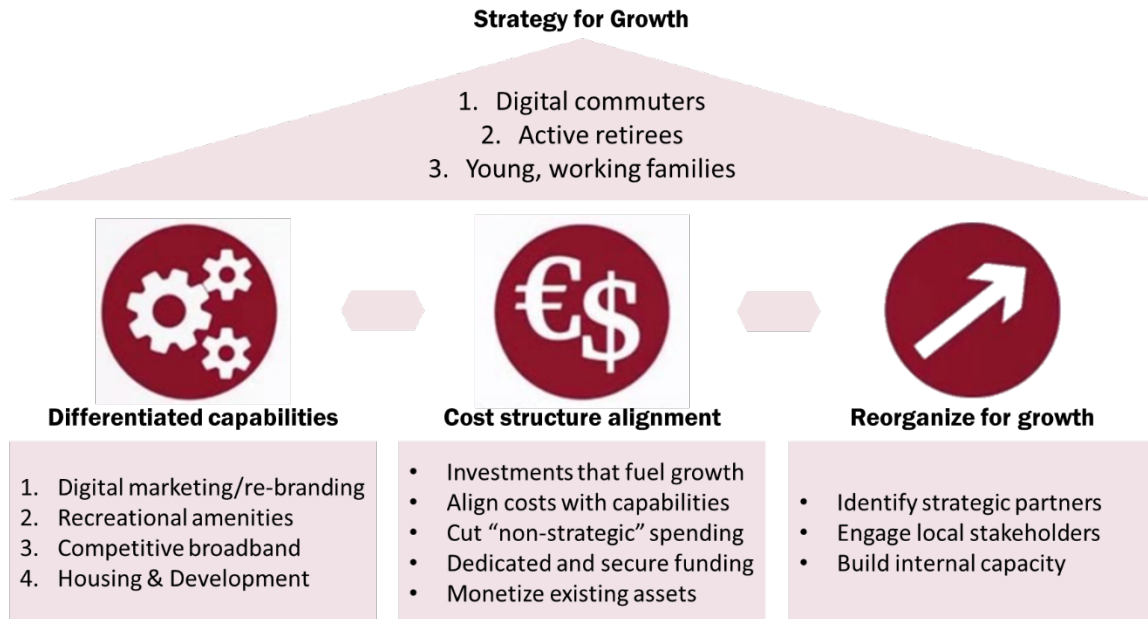 Strategy for Growth
1. Digital commuters
2. Active retirees
3. Young, working families
€$
Differentiated capabilities
1. Digital marketing/re-branding
2. Recreational amenities
3. Competitive broadband
4. Housing & Development
Cost structure alignment
• Investments that fuel growth
• Align costs with capabilities
• Cut “non-strategic” spending
• Dedicated and secure funding
• Monetize existing assets
Reorganize for growth
• Identify strategic partners
• Engage local stakeholders
• Build internal capacity